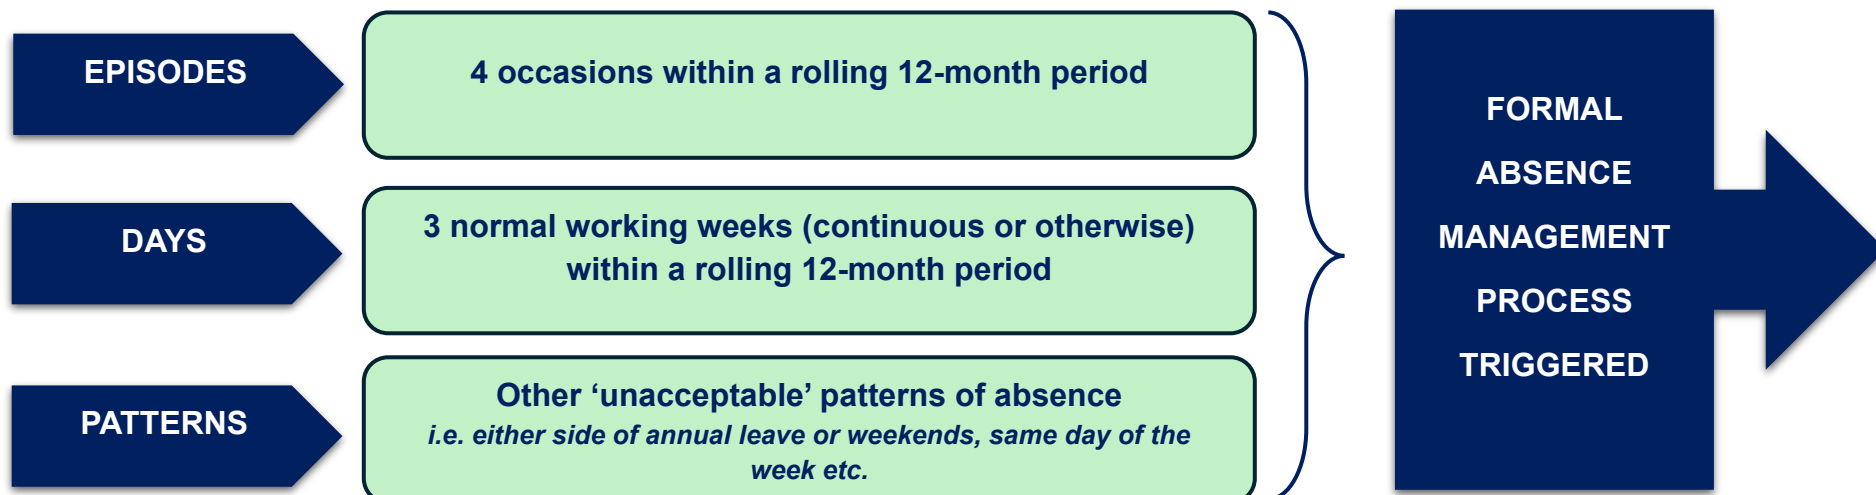 EPISODES
4 occasions within a rolling 12-month period
DAYS
3 normal working weeks (continuous or otherwise)
within a rolling 12-month period
PATTERNS
Other ‘unacceptable’ patterns of absence
i.e. either side of annual leave or weekends, same day of the
week etc.
FORMAL
ABSENCE
MANAGEMENT
PROCESS
TRIGGERED